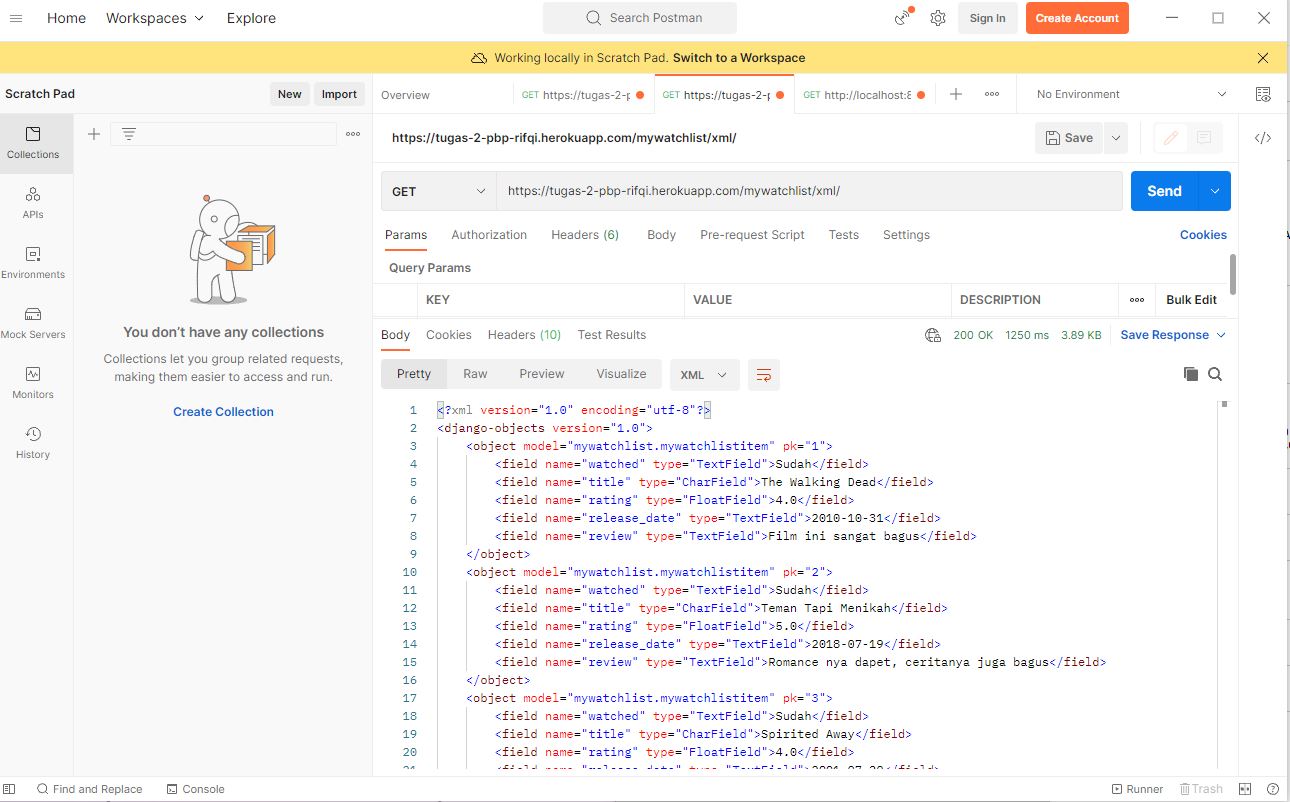 Home Workspaces Explore Search Postman Sign In Create Account
Working locally in Scratch Pad. Switch to a Workspace
Scratch Pad New Import
Overview GET https://tugas-2-p GET https://tugas-2-p GET http://localhost:8 No Environment
Collections
APIs
Environments
Mock Servers
Monitors
History
You don't have any collections
Collections let you group related requests,
making them easier to access and run.
Create Collection
https://tugas-2-pbp-rifqi.herokuapp.com/mywatchlist/xml/ Save
GET https://tugas-2-pbp-rifqi.herokuapp.com/mywatchlist/xml/ Send
Params Authorization Headers (6) Body Pre-request Script Tests Settings Cookies
Query Params
KEY VALUE DESCRIPTION Bulk Edit
Body Cookies Headers (10) Test Results 200 OK 1250 ms 3.89 KB Save Response
Pretty Raw Preview Visualize XML
1 <?xml version="1.0" encoding="utf-8"?>
2 <django-objects version="1.0">
3 <object model="mywatchlist.mywatchlistitem" pk="1">
4 <field name="watched" type="TextField">Sudah</field>
5 <field name="title" type="CharField">The Walking Dead</field>
6 <field name="rating" type="FloatField">4.0</field>
7 <field name="release_date" type="TextField">2010-10-31</field>
8 <field name="review" type="TextField">Film ini sangat bagus</field>
9 </object>
10 <object model="mywatchlist.mywatchlistitem" pk="2">
11 <field name="watched" type="TextField">Sudah</field>
12 <field name="title" type="CharField">Teman Tapi Menikah</field>
13 <field name="rating" type="FloatField">5.0</field>
14 <field name="release_date" type="TextField">2018-07-19</field>
15 <field name="review" type="TextField">Romance nya dapet, ceritanya juga bagus</field>
16 </object>
17 <object model="mywatchlist.mywatchlistitem" pk="3">
18 <field name="watched" type="TextField">Sudah</field>
19 <field name="title" type="CharField">Spirited Away</field>
20 <field name="rating" type="FloatField">4.0</field>
Find and Replace Console Runner Trash